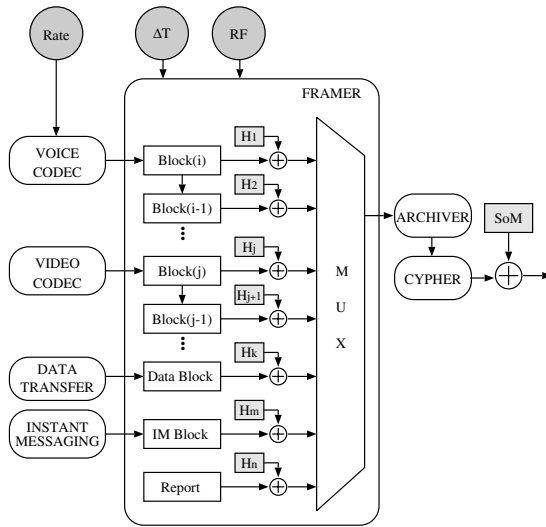 Rate
ΔT
RF
FRAMER
VOICE
CODEC
Block(i)
H1
Block(i-1)
H2
VIDEO
CODEC
Block(j)
Hj
Block(j-1)
Hj+1
DATA
TRANSFER
Data Block
Hk
INSTANT
MESSAGING
IM Block
Hm
Report
Hn
M
U
X
ARCHIVER
SoM
CYPHER